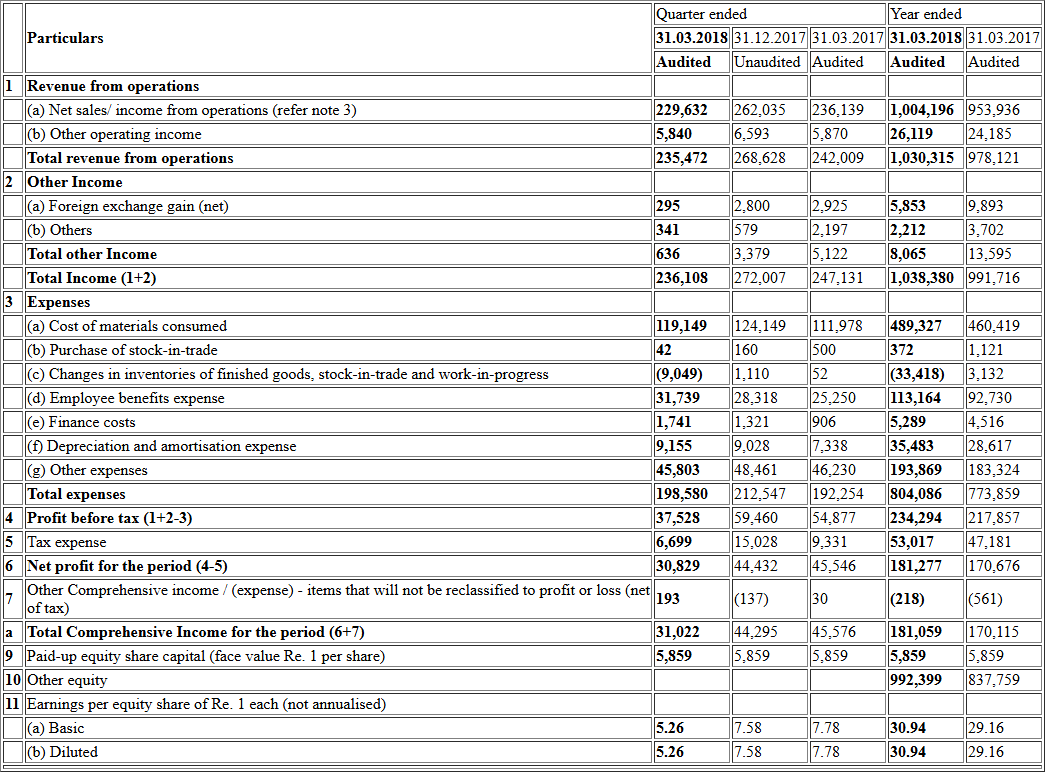 Quarter ended Year ended
Particulars 31.03.2018 31.12.2017 31.03.2017 31.03.2018 31.03.2017
Audited Unaudited Audited Audited Audited
1 Revenue from operations
(a) Net sales/ income from operations (refer note 3) 229,632 262,035 236,139 1,004,196 953,936
(b) Other operating income 5,840 6,593 5,870 26,119 24,185
Total revenue from operations 235,472 268,628 242,009 1,030,315 978,121
2 Other Income
(a) Foreign exchange gain (net) 295 2,800 2,925 5,853 9,893
(b) Others 341 579 2,197 2,212 3,702
Total other Income 636 3,379 5,122 8,065 13,595
Total Income (1+2) 236,108 272,007 247,131 1,038,380 991,716
3 Expenses
(a) Cost of materials consumed 119,149 124,149 111,978 489,327 460,419
(b) Purchase of stock-in-trade 42 160 500 372 1,121
(c) Changes in inventories of finished goods, stock-in-trade and work-in-progress (9,049) 1,110 52 (33,418) 3,132
(d) Employee benefits expense 31,739 28,318 25,250 113,164 92,730
(e) Finance costs 1,741 1,321 906 5,289 4,516
(f) Depreciation and amortisation expense 9,155 9,028 7,338 35,483 28,617
(g) Other expenses 45,803 48,461 46,230 193,869 183,324
Total expenses 198,580 212,547 192,254 804,086 773,859
4 Profit before tax (1+2-3) 37,528 59,460 54,877 234,294 217,857
5 Tax expense 6,699 15,028 9,331 53,017 47,181
6 Net profit for the period (4-5) 30,829 44,432 45,546 181,277 170,676
7 Other Comprehensive income / (expense) - items that will not be reclassified to profit or loss (net
of tax) 193 (137) 30 (218) (561)
a Total Comprehensive Income for the period (6+7) 31,022 44,295 45,576 181,059 170,115
9 Paid-up equity share capital (face value Re. 1 per share) 5,859 5,859 5,859 5,859 5,859
10 Other equity 992,399 837,759
11 Earnings per equity share of Re. 1 each (not annualised)
(a) Basic 5.26 7.58 7.78 30.94 29.16
(b) Diluted 5.26 7.58 7.78 30.94 29.16